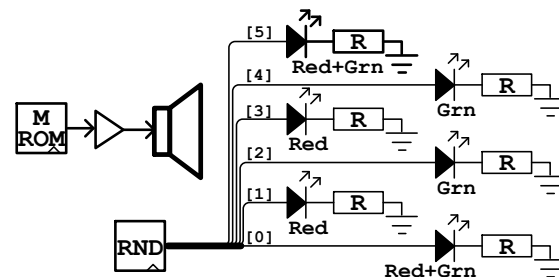 [5]
R
Red+Grn
[4]
R
Grn
M
ROM
[3]
R
Red
[2]
R
Grn
[1]
R
Red
RND
[0]
R
Red+Grn